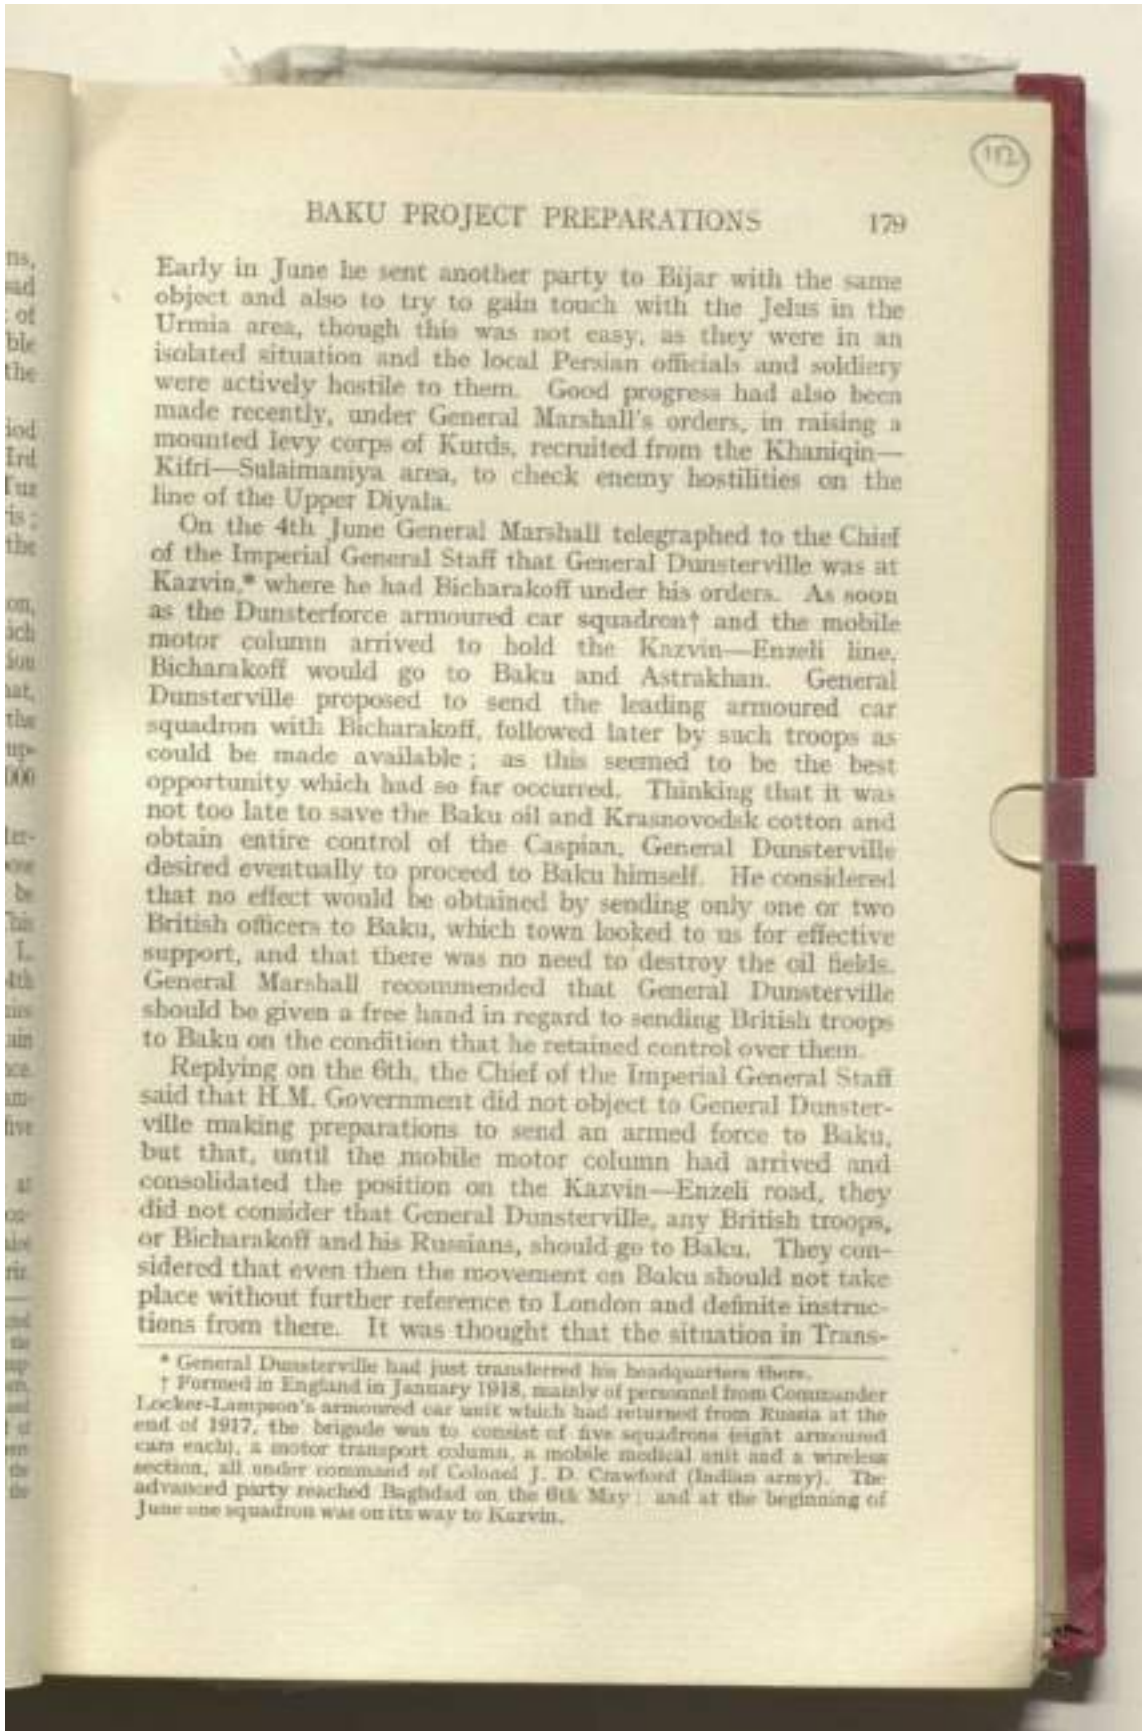 112
BAKU PROJECT PREPARATIONS 179
Early in June he sent another party to Bijar with the same
object and also to try to gain touch with the Jelus in the
Urmia area, though this was not easy, as they were in an
isolated situation and the local Persian officials and soldiery
were actively hostile to them. Good progress had also been
made recently, under General Marshall's orders, in raising a
mounted levy corps of Kurds, recruited from the Khaniqin—
Kifri—Sulaimaniya area, to check enemy hostilities on the
line of the Upper Diyala.
On the 4th June General Marshall telegraphed to the Chief
of the Imperial General Staff that General Dunsterville was at
Kazvin,* where he had Bicharakoff under his orders. As soon
as the Dunsterforce armoured car squadron† and the mobile
motor column arrived to hold the Kazvin—Enzeli line,
Bicharakoff would go to Baku and Astrakhan. General
Dunsterville proposed to send the leading armoured car
squadron with Bicharakoff, followed later by such troops as
could be made available; as this seemed to be the best
opportunity which had so far occurred. Thinking that it was
not too late to save the Baku oil and Krasnovodsk cotton and
obtain entire control of the Caspian, General Dunsterville
desired eventually to proceed to Baku himself. He considered
that no effect would be obtained by sending only one or two
British officers to Baku, which town looked to us for effective
support, and that there was no need to destroy the oil fields.
General Marshall recommended that General Dunsterville
should be given a free hand in regard to sending British troops
to Baku on the condition that he retained control over them.
Replying on the 6th, the Chief of the Imperial General Staff
said that H.M. Government did not object to General Dunster-
ville making preparations to send an armed force to Baku,
but that, until the mobile motor column had arrived and
consolidated the position on the Kazvin—Enzeli road, they
did not consider that General Dunsterville, any British troops,
or Bicharakoff and his Russians, should go to Baku. They con-
sidered that even then the movement on Baku should not take
place without further reference to London and definite instruc-
tions from there. It was thought that the situation in Trans-
* General Dunsterville had just transferred his headquarters there.
† Formed in England in January 1918, mainly of personnel from Commander
Locker-Lampson's armoured car unit which had returned from Russia at the
end of 1917, the brigade was to consist of five squadrons (eight armoured
cars each), a motor transport column, a mobile medical unit and a wireless
section, all under command of Colonel J. D. Crawford (Indian army). The
advanced party reached Baghdad on the 6th May; and at the beginning of
June one squadron was on its way to Kazvin.